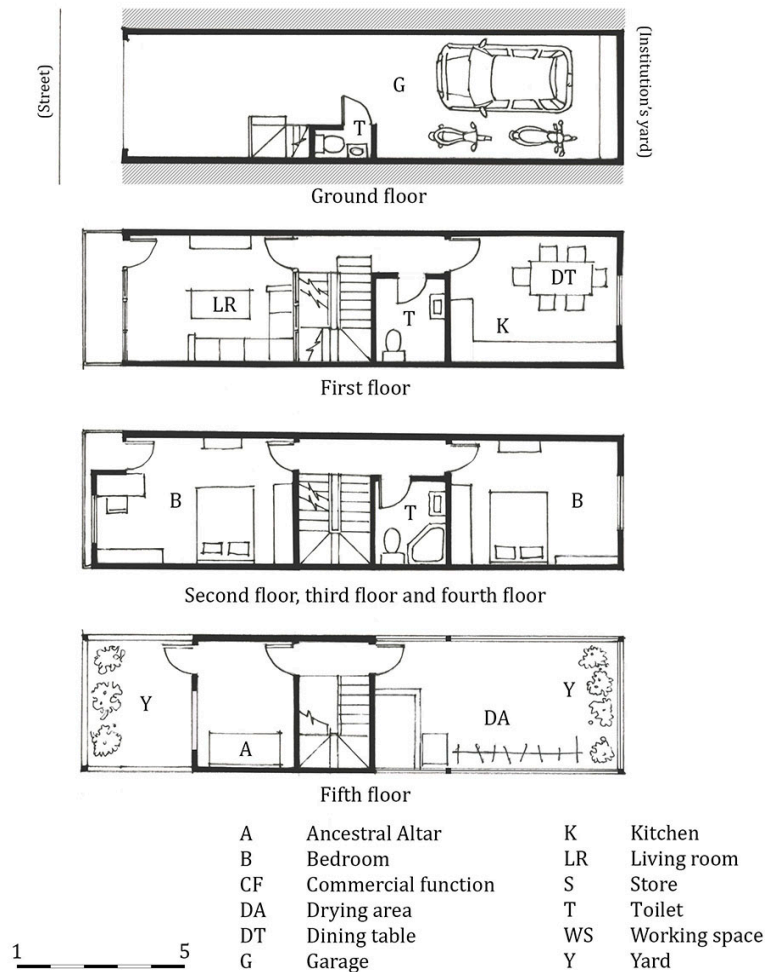 (Street)
(Institution's yard)
G
T
Ground floor
LR
T
K
DT
First floor
B
T
B
Second floor, third floor and fourth floor
Y
A
DA
Y
Fifth floor
A Ancestral Altar
B Bedroom
CF Commercial function
DA Drying area
DT Dining table
G Garage
K Kitchen
LR Living room
S Store
T Toilet
WS Working space
Y Yard
1 5